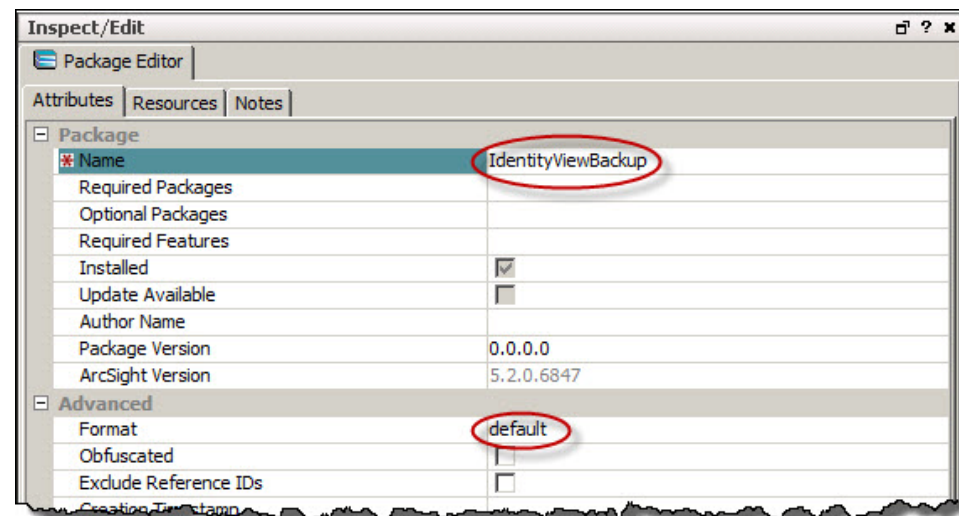 Inspect/Edit
Package Editor
Attributes Resources Notes
Package
Name IdentityViewBackup
Required Packages
Optional Packages
Required Features
Installed
Update Available
Author Name
Package Version 0.0.0.0
ArcSight Version 5.2.0.6847
Advanced
Format default
Obfuscated
Exclude Reference IDs
Creation Timestamp